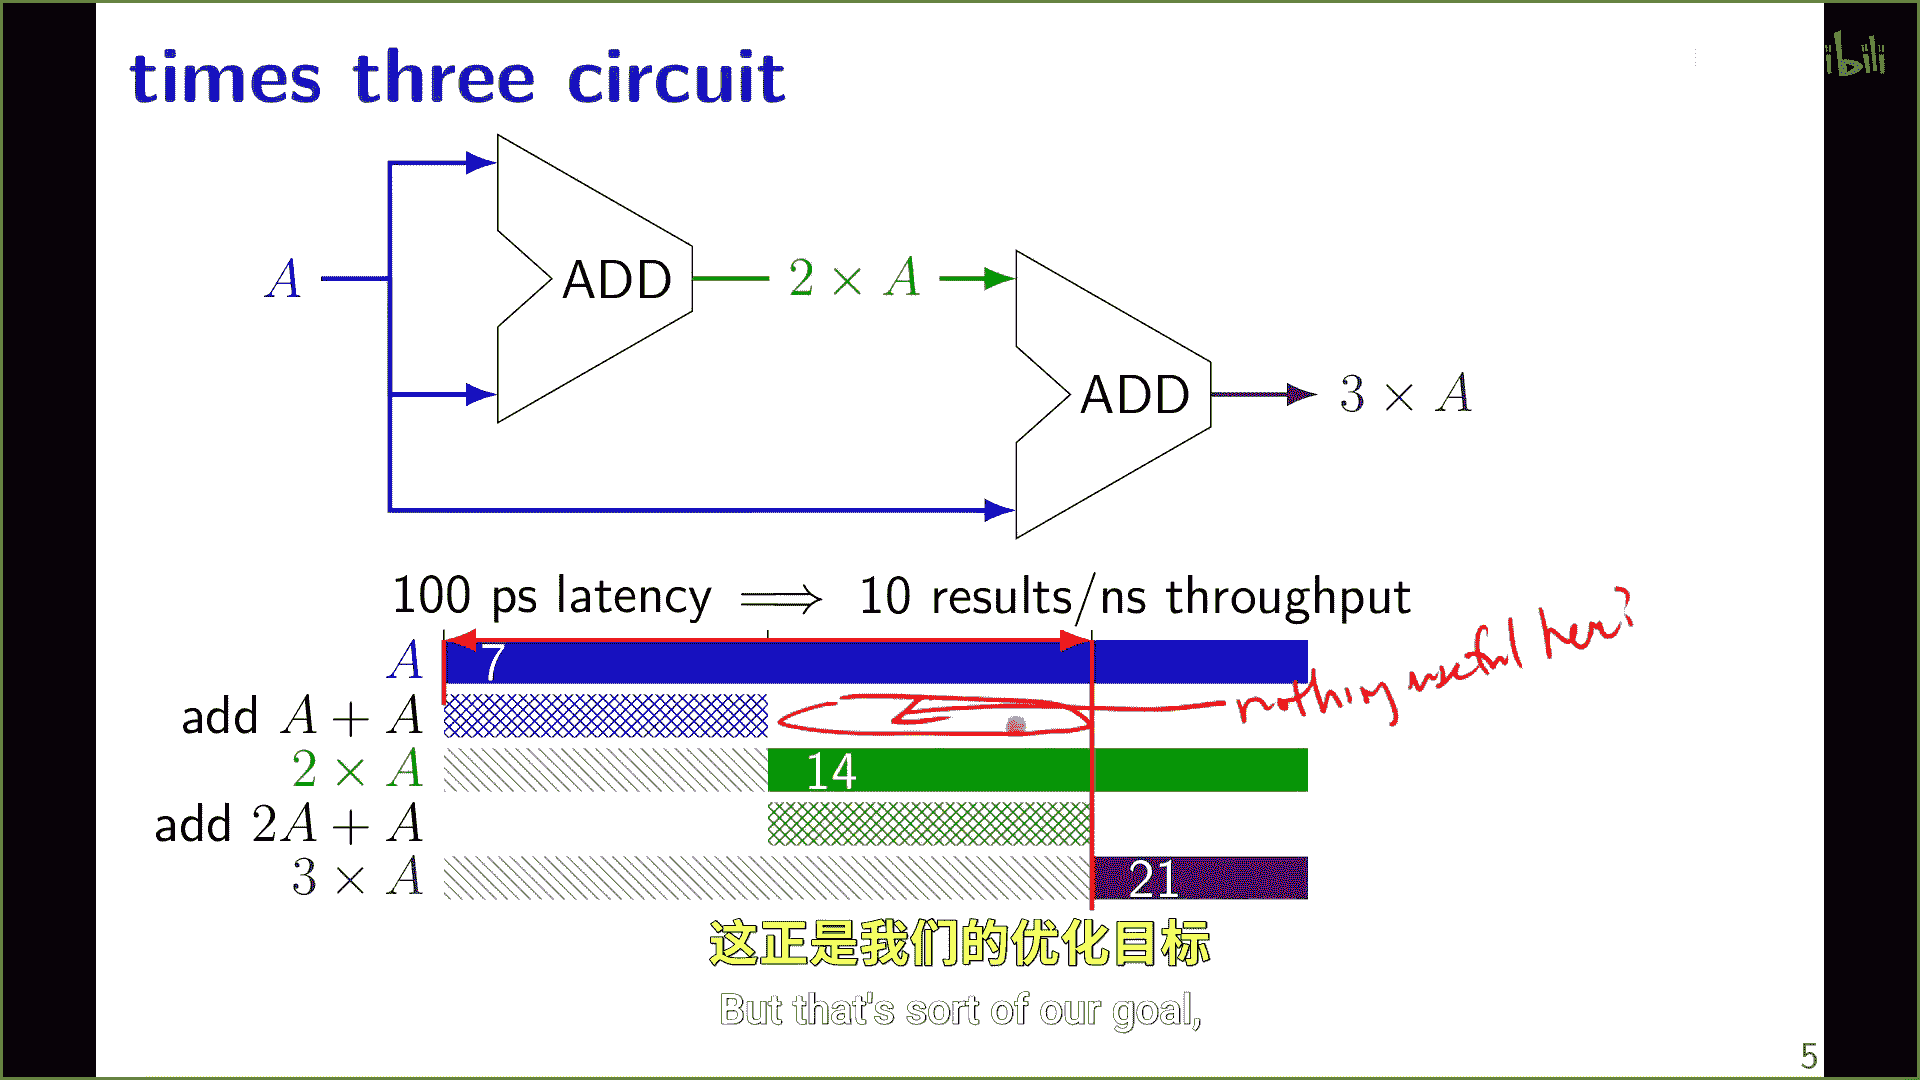 times three circuit
bili
A
ADD
2 × A
ADD
3 × A
100 ps latency ⟹ 10 results/ns throughput
A
7
nothing useful here?
add A + A
2 × A
14
add 2A + A
3 × A
21
这正是我们的优化目标
But that's sort of our goal,
5